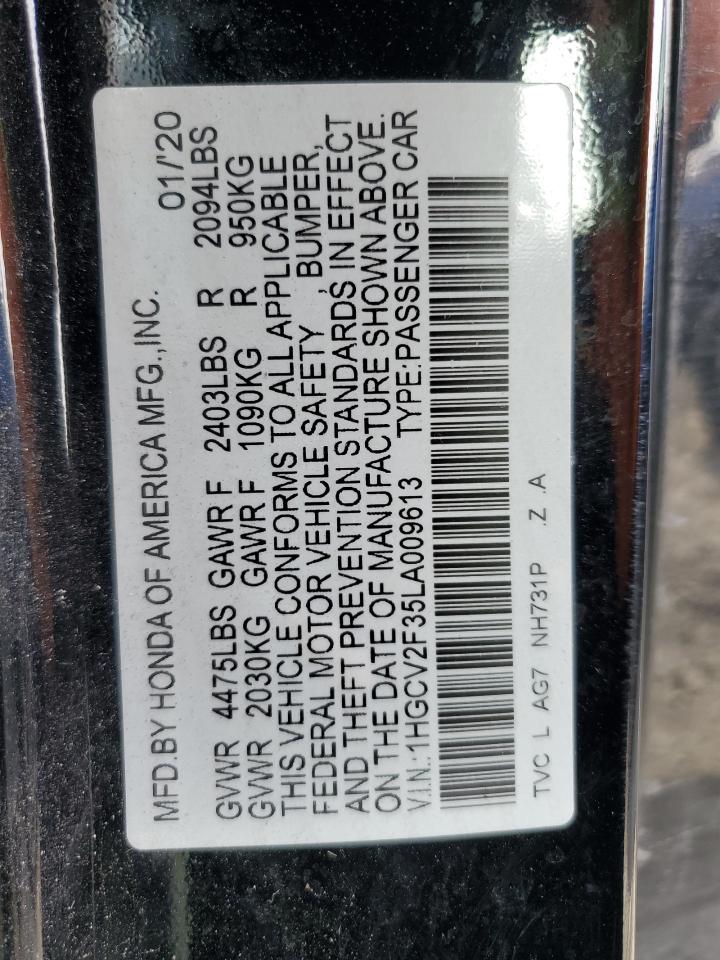 MFD.BY HONDA OF AMERICA MFG.,INC. 01/'20
GVWR 4475LBS GAWR F 2403LBS R 2094LBS
GVWR 2030KG GAWR F 1090KG R 950KG
THIS VEHICLE CONFORMS TO ALL APPLICABLE
FEDERAL MOTOR VEHICLE SAFETY , BUMPER,
AND THEFT PREVENTION STANDARDS IN EFFECT
ON THE DATE OF MANUFACTURE SHOWN ABOVE.
V.I.N.:1HGCV2F35LA009613 TYPE:PASSENGER CAR
TVC L AG7 NH731P .Z .A